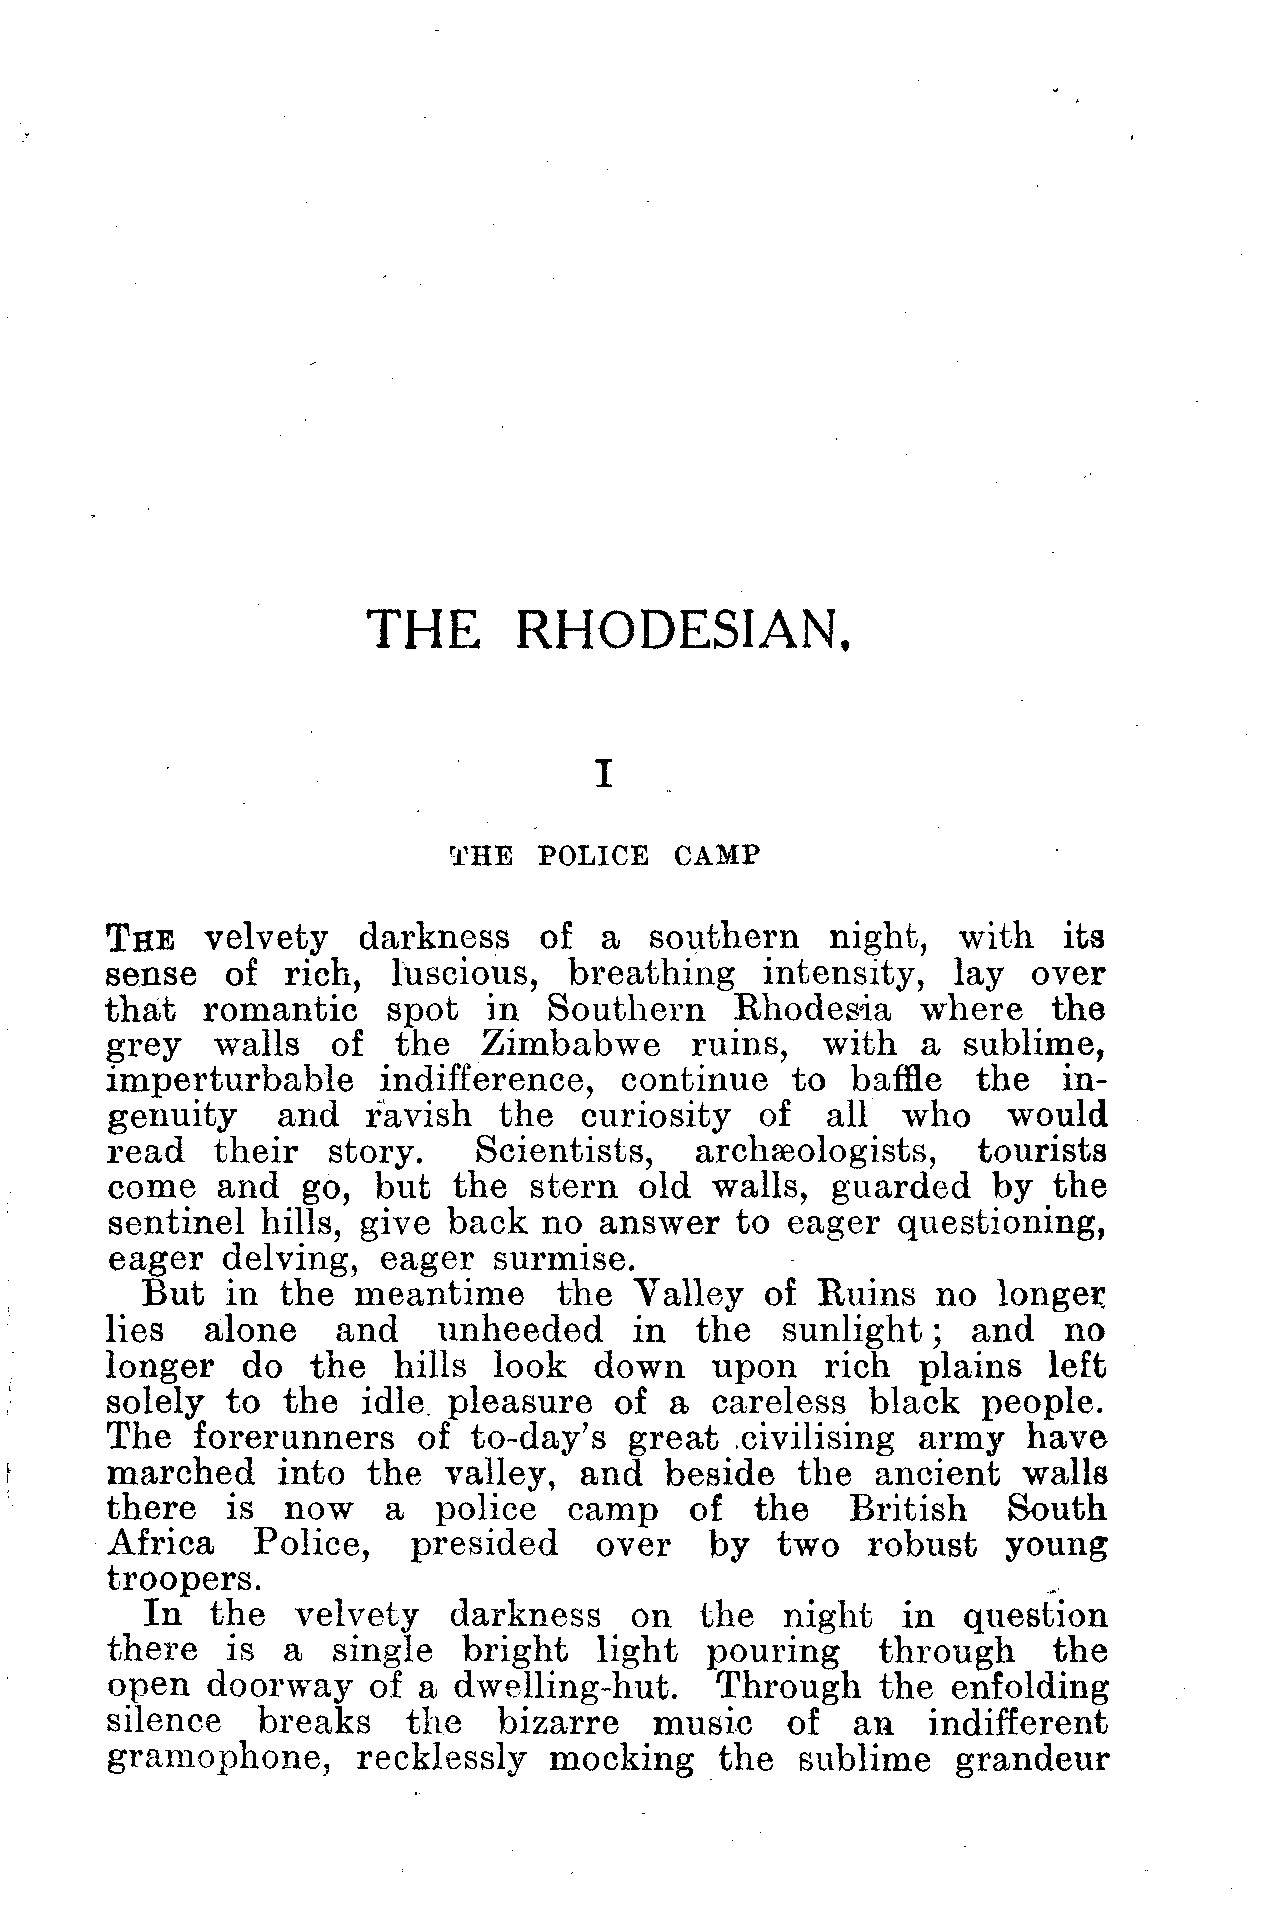 THE RHODESIAN.
I
THE POLICE CAMP
THE velvety darkness of a southern night, with its
sense of rich, luscious, breathing intensity, lay over
that romantic spot in Southern Rhodesia where the
grey walls of the Zimbabwe ruins, with a sublime,
imperturbable indifference, continue to baffle the in-
genuity and ravish the curiosity of all who would
read their story. Scientists, archæologists, tourists
come and go, but the stern old walls, guarded by the
sentinel hills, give back no answer to eager questioning,
eager delving, eager surmise.
But in the meantime the Valley of Ruins no longer
lies alone and unheeded in the sunlight; and no
longer do the hills look down upon rich plains left
solely to the idle pleasure of a careless black people.
The forerunners of to-day's great civilising army have
marched into the valley, and beside the ancient walls
there is now a police camp of the British South
Africa Police, presided over by two robust young
troopers.
In the velvety darkness on the night in question
there is a single bright light pouring through the
open doorway of a dwelling-hut. Through the enfolding
silence breaks the bizarre music of an indifferent
gramophone, recklessly mocking the sublime grandeur